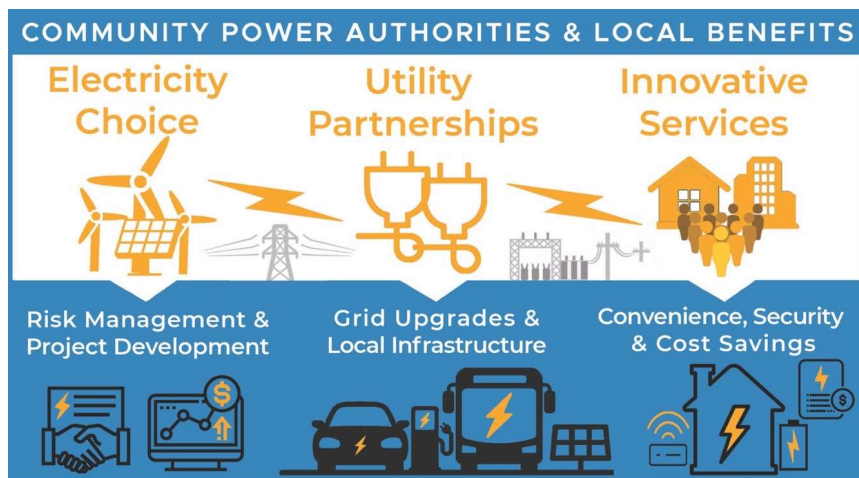 COMMUNITY POWER AUTHORITIES & LOCAL BENEFITS
Electricity
Choice
Utility
Partnerships
Innovative
Services
Risk Management &
Project Development
Grid Upgrades &
Local Infrastructure
Convenience, Security
& Cost Savings
$
$